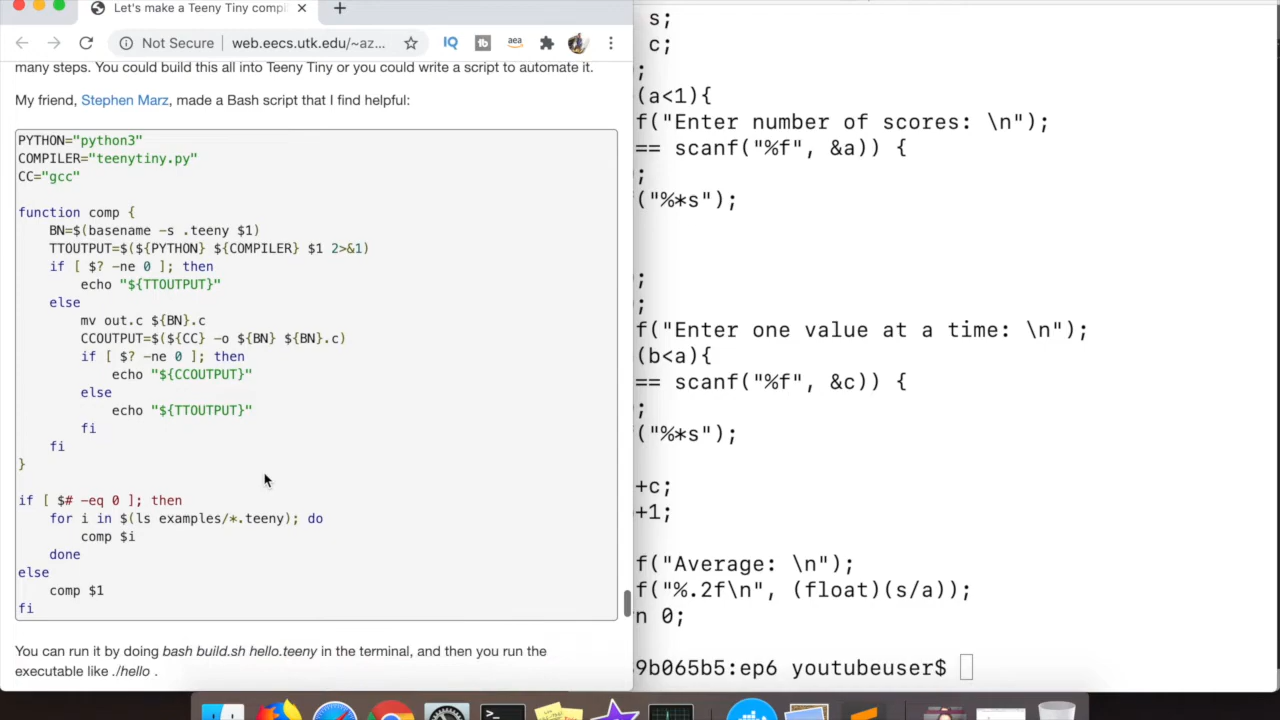 Let's make a Teeny Tiny compi
Not Secure
web.eecs.utk.edu/~az...
IQ
tb
aea
many steps. You could build this all into Teeny Tiny or you could write a script to automate it.
My friend, Stephen Marz, made a Bash script that I find helpful:
PYTHON="python3"
COMPILER="teenytiny.py"
CC="gcc"
function comp {
BN=$(basename -s .teeny $1)
TTOUTPUT=$(${PYTHON} ${COMPILER} $1 2>&1)
if [ $? -ne 0 ]; then
echo "${TTOUTPUT}"
else
mv out.c ${BN}.c
CCOUTPUT=$(${CC} -o ${BN} ${BN}.c)
if [ $? -ne 0 ]; then
echo "${CCOUTPUT}"
else
echo "${TTOUTPUT}"
fi
fi
}
if [ $# -eq 0 ]; then
for i in $(ls examples/*.teeny); do
comp $i
done
else
comp $1
fi
You can run it by doing bash build.sh hello.teeny in the terminal, and then you run the
executable like ./hello .
s;
c;
;
(a<1){
f("Enter number of scores: \n");
== scanf("%f", &a)) {
;
("%*s");
;
;
f("Enter one value at a time: \n");
(b<a){
== scanf("%f", &c)) {
;
("%*s");
+c;
+1;
f("Average: \n");
f("%.2f\n", (float)(s/a));
n 0;
9b065b5:ep6 youtubeuser$